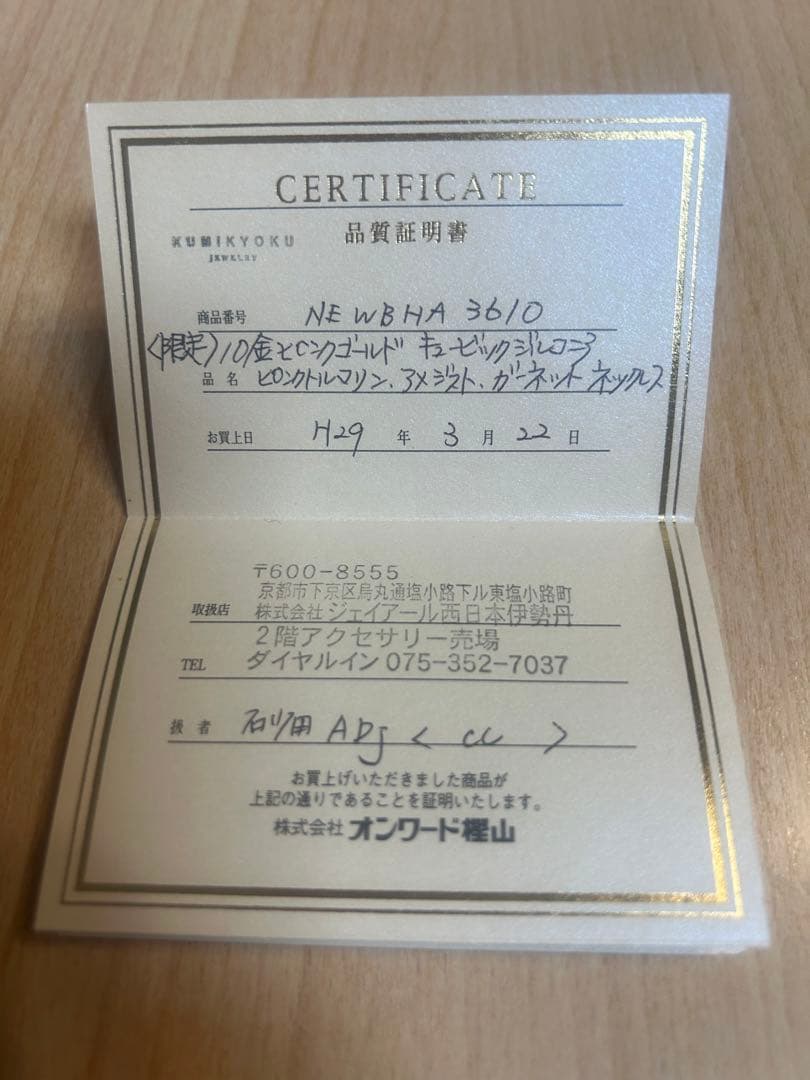 CERTIFICATE
品質証明書
KUMIKYOKU
JEWELRY
商品番号 NEWBHA 3610
〈限定〉10金ピンクゴールド キュービックジルコニア
品名 ピンクトルマリン、アメジスト、ガーネット ネックレス
お買上日 H29 年 3 月 22 日
〒600-8555
京都市下京区烏丸通塩小路下ル東塩小路町
取扱店 株式会社ジェイアール西日本伊勢丹
2階アクセサリー売場
TEL ダイヤルイン075-352-7037
扱者
お買上げいただきました商品が
上記の通りであることを証明いたします。
株式会社オンワード樫山